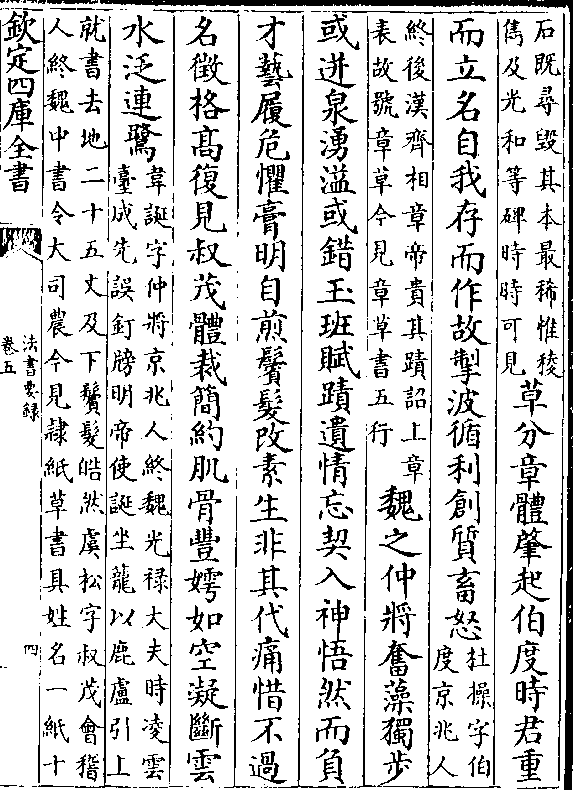 石既尋毀其本最稀惟稜
雋及光和等碑時時可見
草分章體肇起伯度時君重
而立名自我存而作故掣波循利創質畜怒
杜操字伯
度京兆人
終後漢齊相章帝貴其蹟詔上章
表故號章草今見章草書五行
魏之仲將奮藻獨步
或迸泉湧溢或錯玉班賦蹟遺情忘契入神悟然而負
才藝履危懼膏明自煎鬢髮改素生非其代痛惜不過
名徵格高復見叔茂體裁簡約肌骨豐嫮如空凝斷雲
水泛連鷺
韋誕字仲將京兆人終魏光祿大夫時凌雲
臺成先誤釘牓明帝使誕坐籠以鹿盧引上
就書去地二十五丈及下鬢髮皓然虞松字叔茂會稽
人終魏中書令大司農今見隸紙草書具姓名一紙十
欽定四庫全書
法書要録
卷五
四